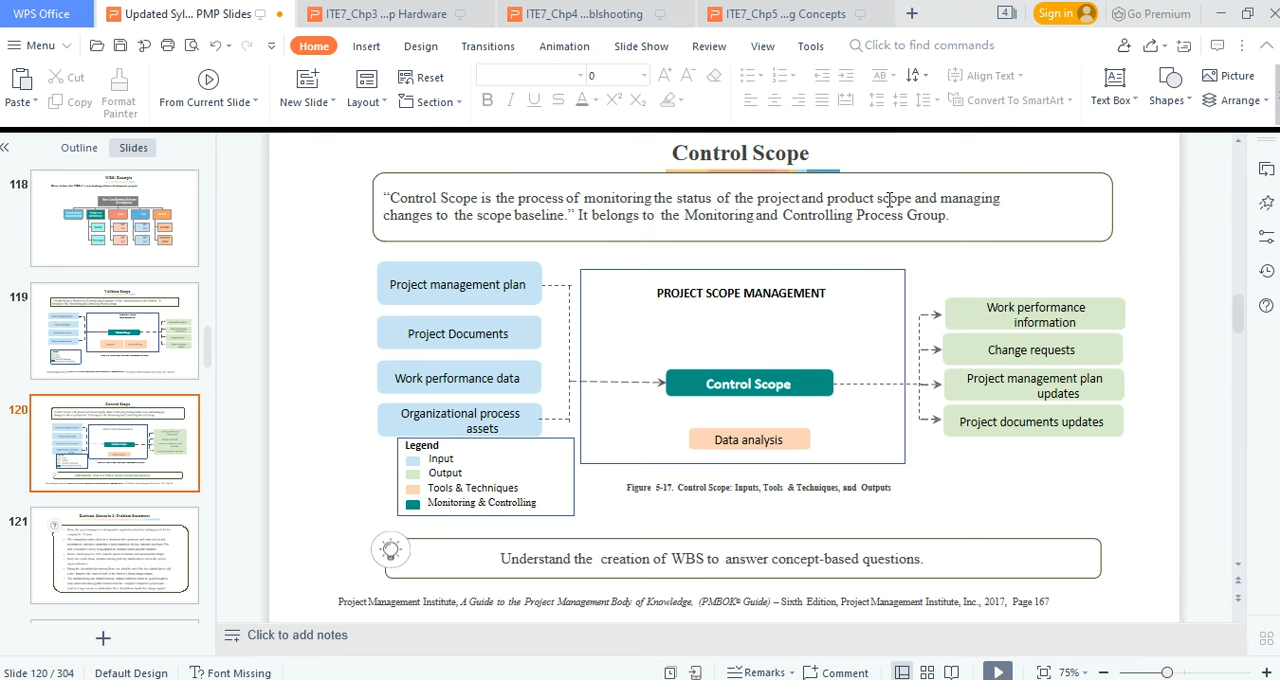 WPS Office
Updated Syl... PMP Slides
ITE7_Chp3 ...p Hardware
ITE7_Chp4 ...blshooting
ITE7_Chp5 ...g Concepts
4
Sign in
Go Premium
Menu
Home
Insert
Design
Transitions
Animation
Slide Show
Review
View
Tools
Click to find commands
Paste
Cut
Copy
Format
Painter
From Current Slide
New Slide
Layout
Reset
Section
0
Align Text
Convert To SmartArt
Text Box
Shapes
Picture
Arrange
Outline
Slides
118
119
120
121
Control Scope
“Control Scope is the process of monitoring the status of the project and product scope and managing
changes to the scope baseline.” It belongs to the Monitoring and Controlling Process Group.
Project management plan
Project Documents
Work performance data
Organizational process
assets
PROJECT SCOPE MANAGEMENT
Control Scope
Data analysis
Work performance
information
Change requests
Project management plan
updates
Project documents updates
Legend
Input
Output
Tools & Techniques
Monitoring & Controlling
Figure 5-17. Control Scope: Inputs, Tools & Techniques, and Outputs
Understand the creation of WBS to answer concept-based questions.
Project Management Institute, A Guide to the Project Management Body of Knowledge, (PMBOK® Guide) – Sixth Edition, Project Management Institute, Inc., 2017, Page 167
Click to add notes
Slide 120 / 304
Default Design
Font Missing
Remarks
Comment
75%